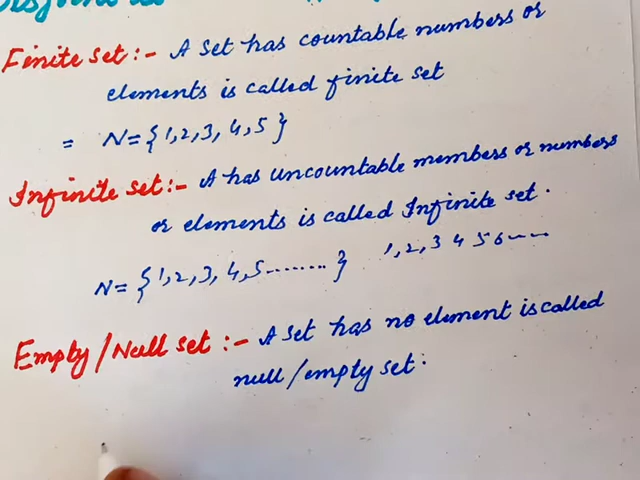 Finite set :- A set has countable numbers or
elements is called finite set
= N = {1,2,3, 4, 5}
Infinite set :- A has uncountable members or numbers
or elements is called Infinite set.
N = {1,2,3, 4,5........} 1,2,3 4 5 6 ....
Empty/Null set :- A set has no element is called
null/empty set.